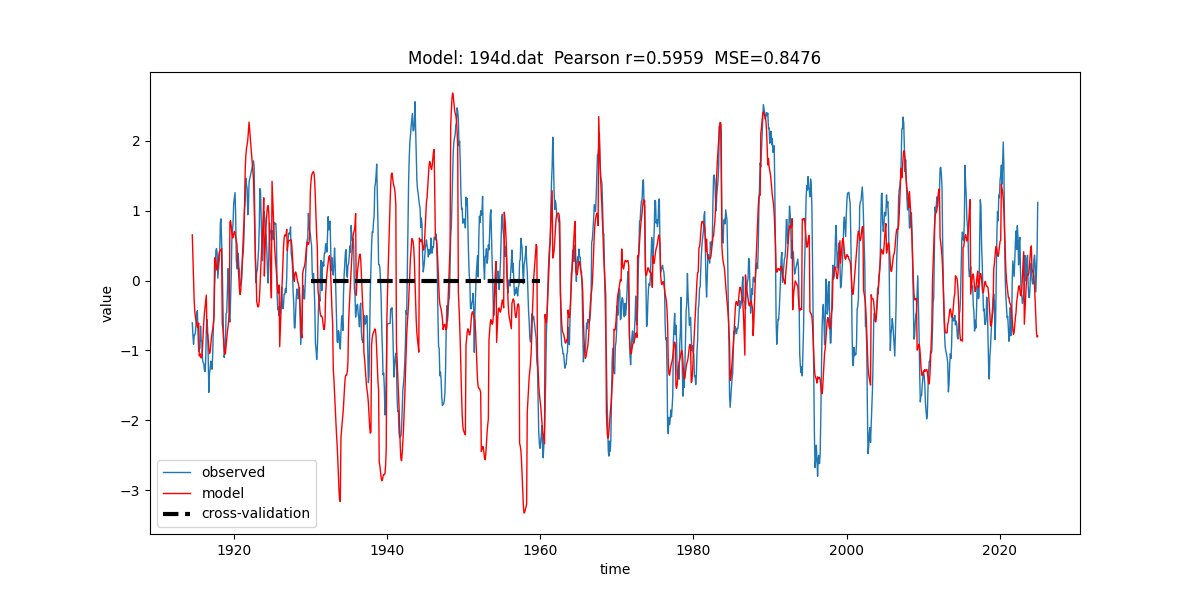 Model: 194d.dat  Pearson r=0.5959  MSE=0.8476
value
2
1
0
−1
−2
−3
observed
model
cross-validation
1920
1940
1960
1980
2000
2020
time